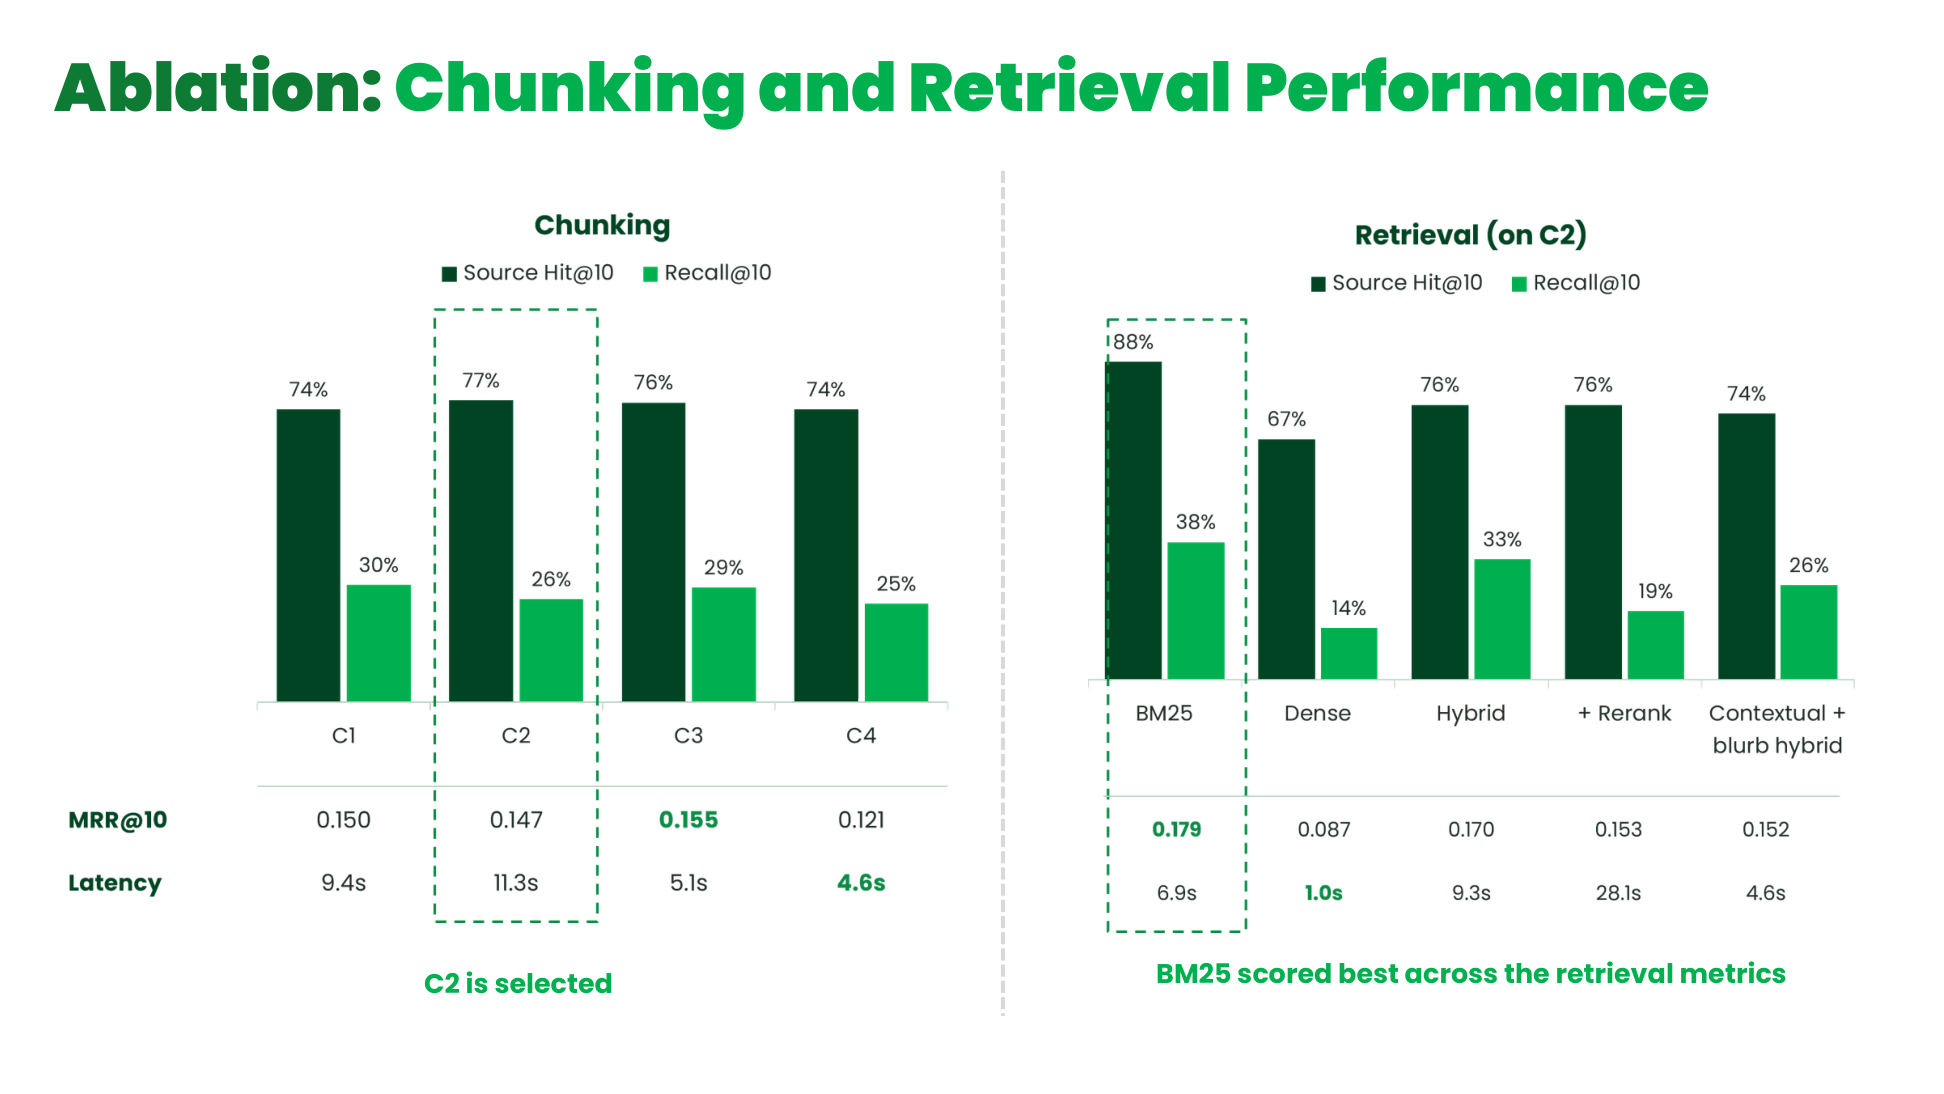 Ablation: Chunking and Retrieval Performance
Chunking
Source Hit@10 Recall@10
74% 30% 77% 26% 76% 29% 74% 25%
C1 C2 C3 C4
MRR@10 0.150 0.147 0.155 0.121
Latency 9.4s 11.3s 5.1s 4.6s
C2 is selected
Retrieval (on C2)
Source Hit@10 Recall@10
88% 38% 67% 14% 76% 33% 76% 19% 74% 26%
BM25 Dense Hybrid + Rerank Contextual +
blurb hybrid
0.179 0.087 0.170 0.153 0.152
6.9s 1.0s 9.3s 28.1s 4.6s
BM25 scored best across the retrieval metrics